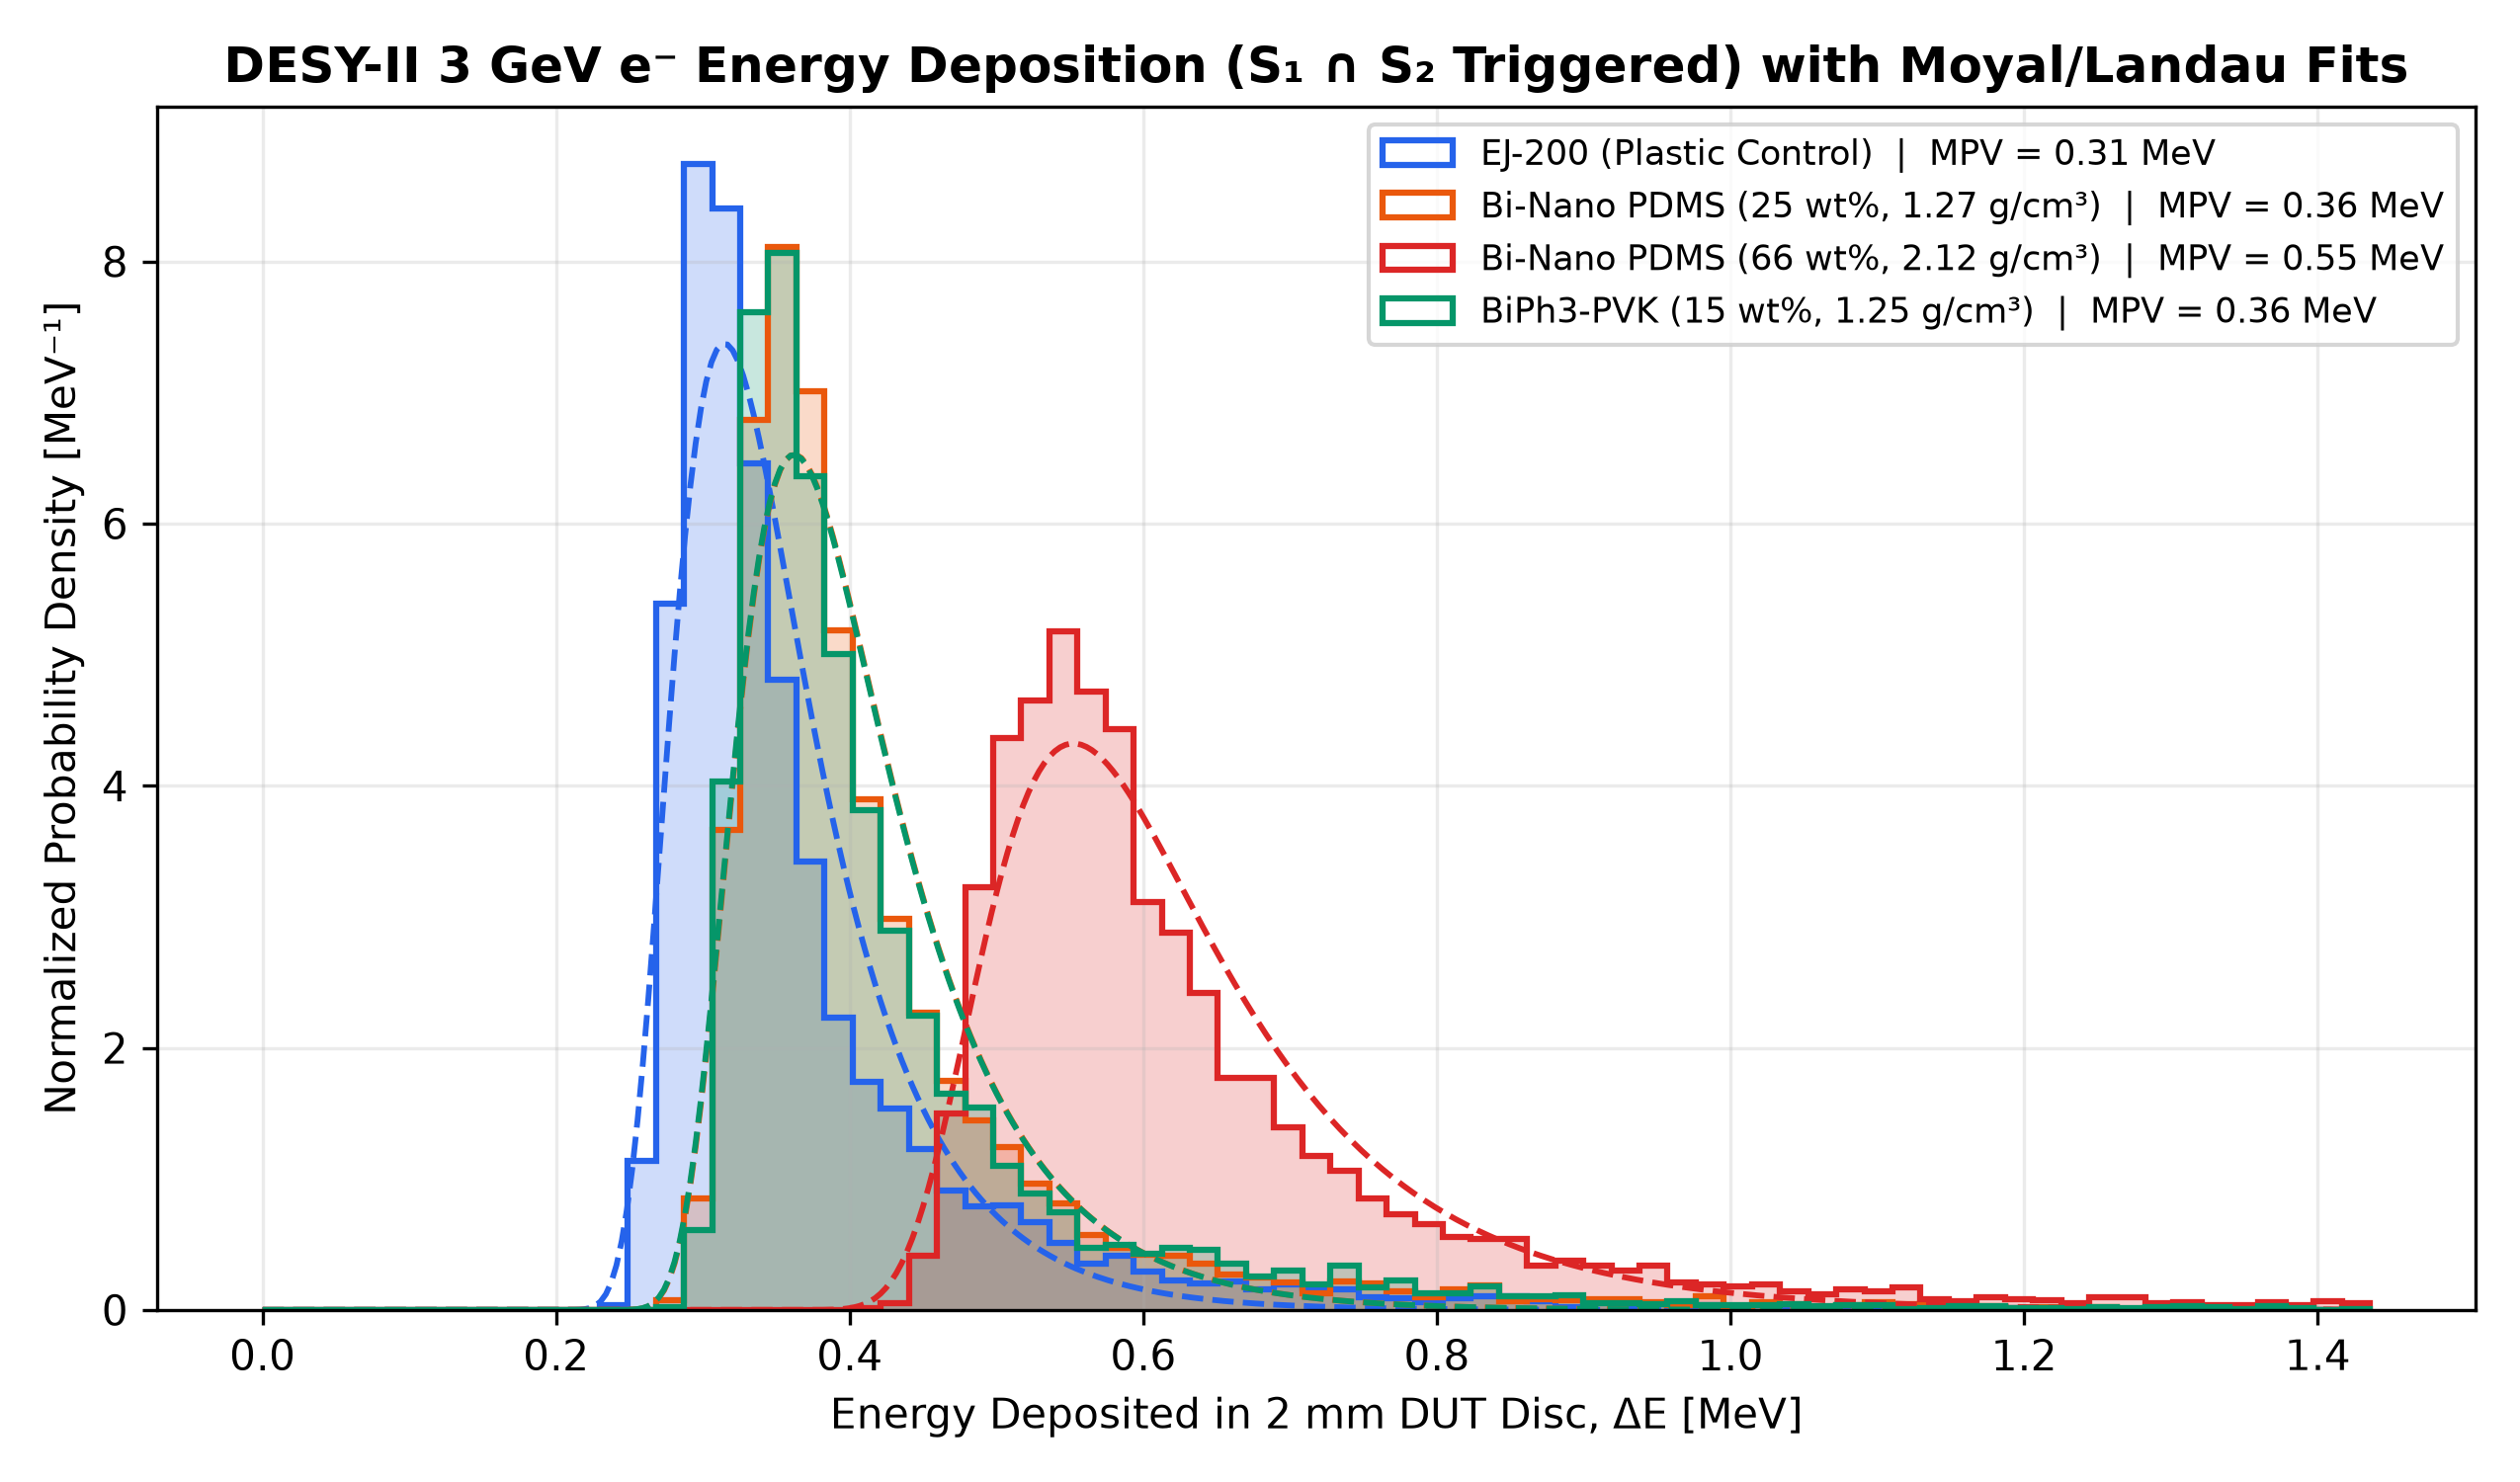 DESY-II 3 GeV e⁻ Energy Deposition (S₁ ∩ S₂ Triggered) with Moyal/Landau Fits
EJ-200 (Plastic Control) | MPV = 0.31 MeV
Bi-Nano PDMS (25 wt%, 1.27 g/cm³) | MPV = 0.36 MeV
Bi-Nano PDMS (66 wt%, 2.12 g/cm³) | MPV = 0.55 MeV
BiPh3-PVK (15 wt%, 1.25 g/cm³) | MPV = 0.36 MeV
Normalized Probability Density [MeV⁻¹]
8
6
4
2
0
0.0 0.2 0.4 0.6 0.8 1.0 1.2 1.4
Energy Deposited in 2 mm DUT Disc, ΔE [MeV]